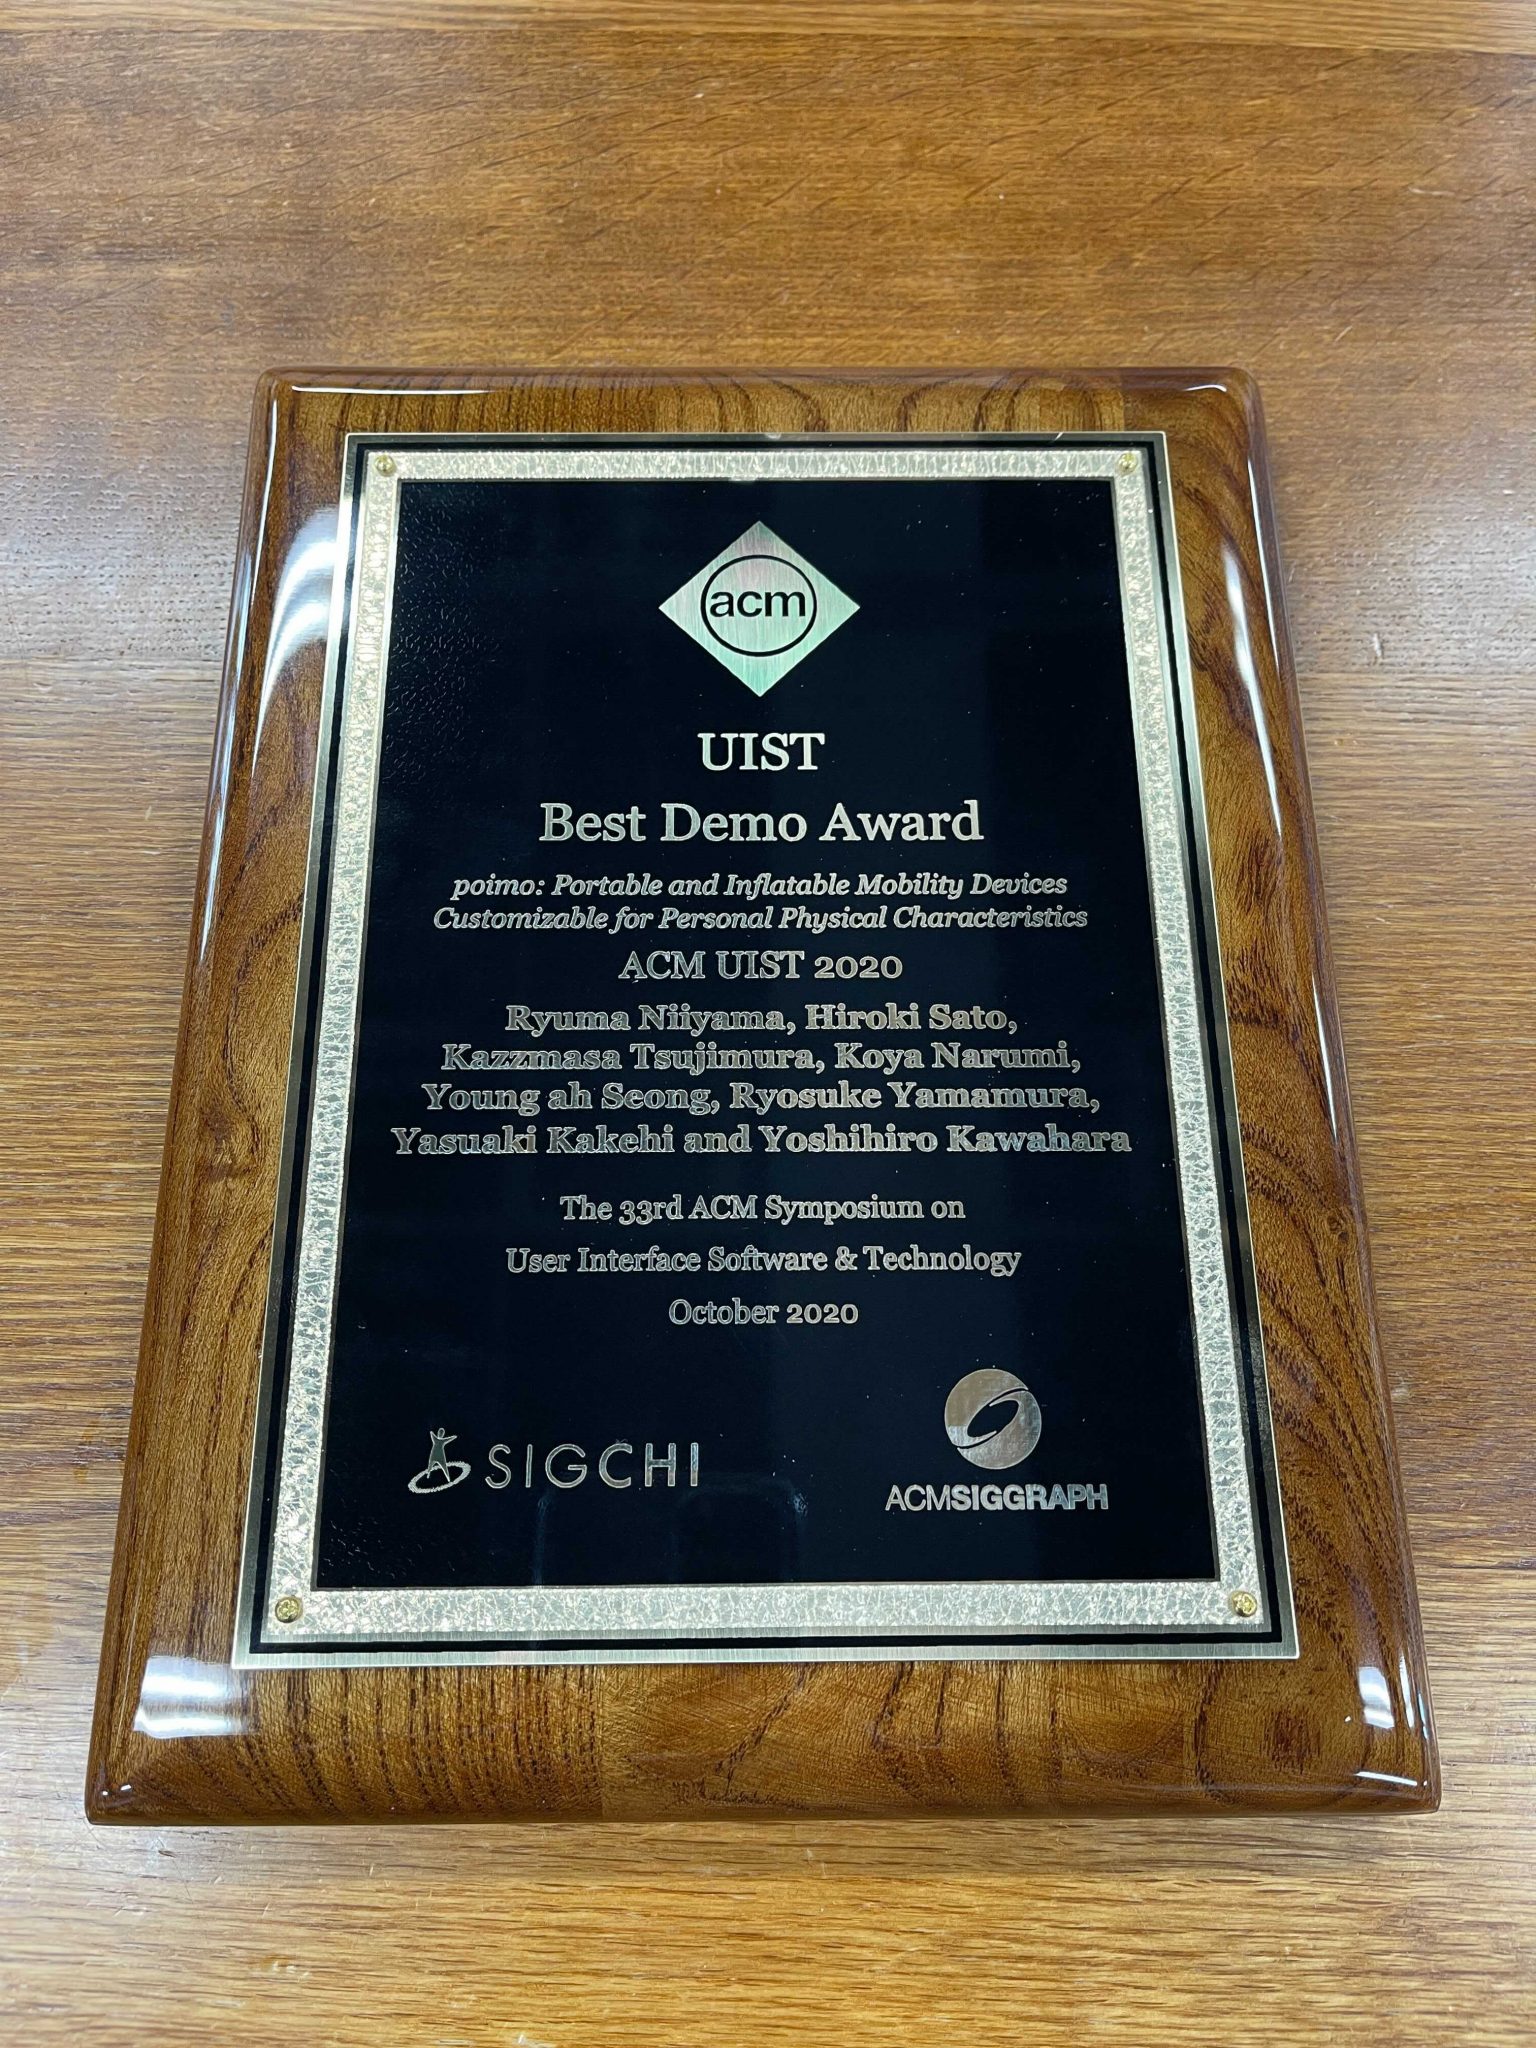 acm
UIST
Best Demo Award
poimo: Portable and Inflatable Mobility Devices
Customizable for Personal Physical Characteristics
ACM UIST 2020
Ryuma Niiyama, Hiroki Sato,
Kazzmasa Tsujimura, Koya Narumi,
Young ah Seong, Ryosuke Yamamura,
Yasuaki Kakehi and Yoshihiro Kawahara
The 33rd ACM Symposium on
User Interface Software & Technology
October 2020
SIGCHI
ACMSIGGRAPH